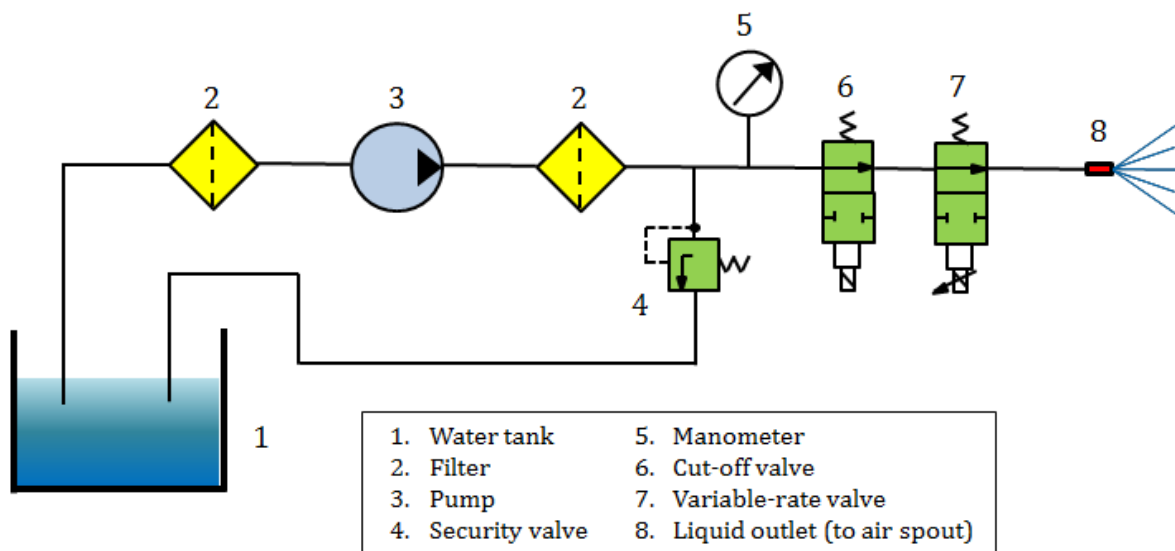 5
2
3
2
6
7
8
4
1
1. Water tank
2. Filter
3. Pump
4. Security valve
5. Manometer
6. Cut-off valve
7. Variable-rate valve
8. Liquid outlet (to air spout)